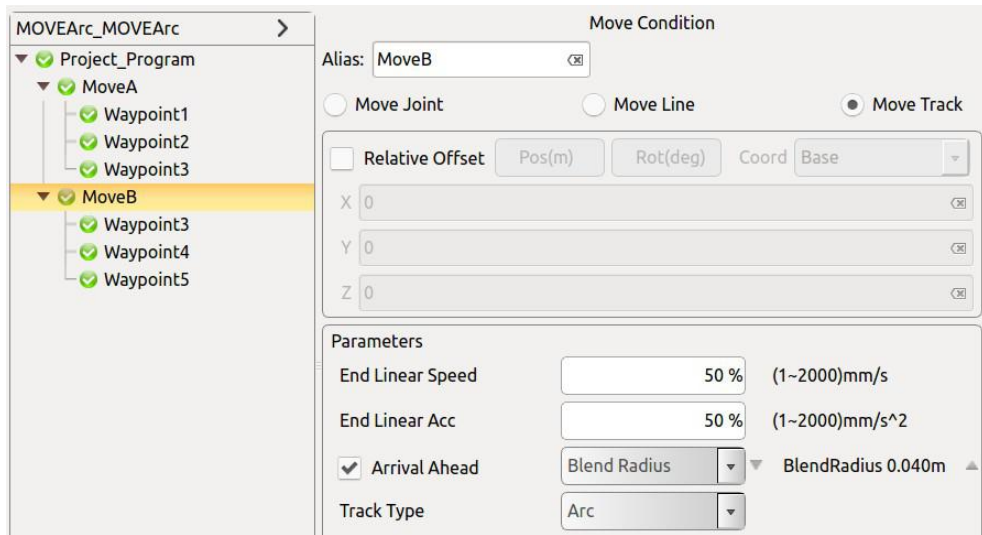 MOVEArc_MOVEArc
Project_Program
MoveA
Waypoint1
Waypoint2
Waypoint3
MoveB
Waypoint3
Waypoint4
Waypoint5
Move Condition
Alias: MoveB
Move Joint Move Line Move Track
Relative Offset Pos(m) Rot(deg) Coord Base
X 0
Y 0
Z 0
Parameters
End Linear Speed 50 % (1~2000)mm/s
End Linear Acc 50 % (1~2000)mm/s^2
Arrival Ahead Blend Radius BlendRadius 0.040m
Track Type Arc